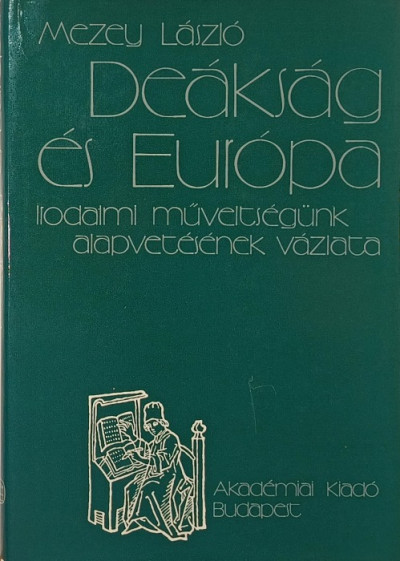 Mezey László
Deákság
és Európa
Irodalmi műveltségünk
alapvetésének vázlata
Akadémiai Kiadó
Budapest